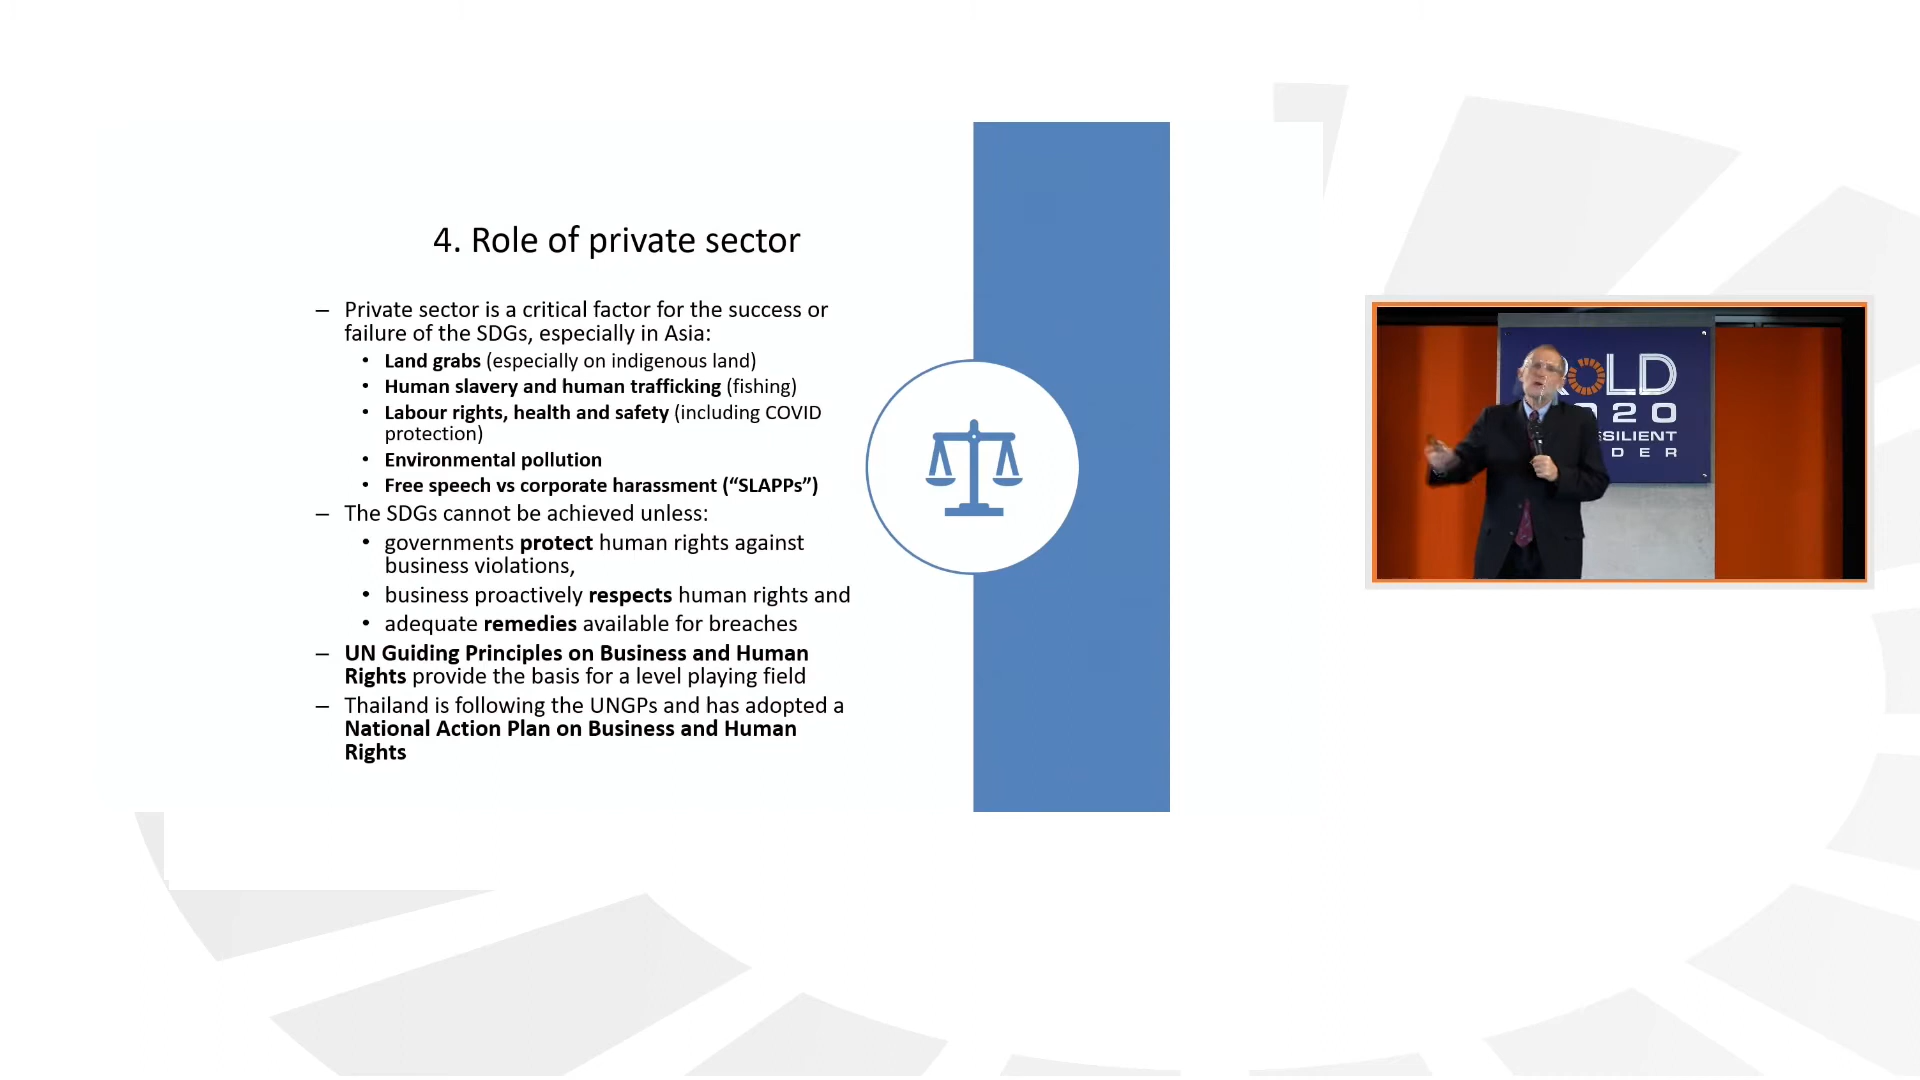 4. Role of private sector
– Private sector is a critical factor for the success or
failure of the SDGs, especially in Asia:
• Land grabs (especially on indigenous land)
• Human slavery and human trafficking (fishing)
• Labour rights, health and safety (including COVID
protection)
• Environmental pollution
• Free speech vs corporate harassment (“SLAPPs”)
– The SDGs cannot be achieved unless:
• governments protect human rights against
business violations,
• business proactively respects human rights and
• adequate remedies available for breaches
– UN Guiding Principles on Business and Human
Rights provide the basis for a level playing field
– Thailand is following the UNGPs and has adopted a
National Action Plan on Business and Human
Rights
OLD
20
SILIENT
DER